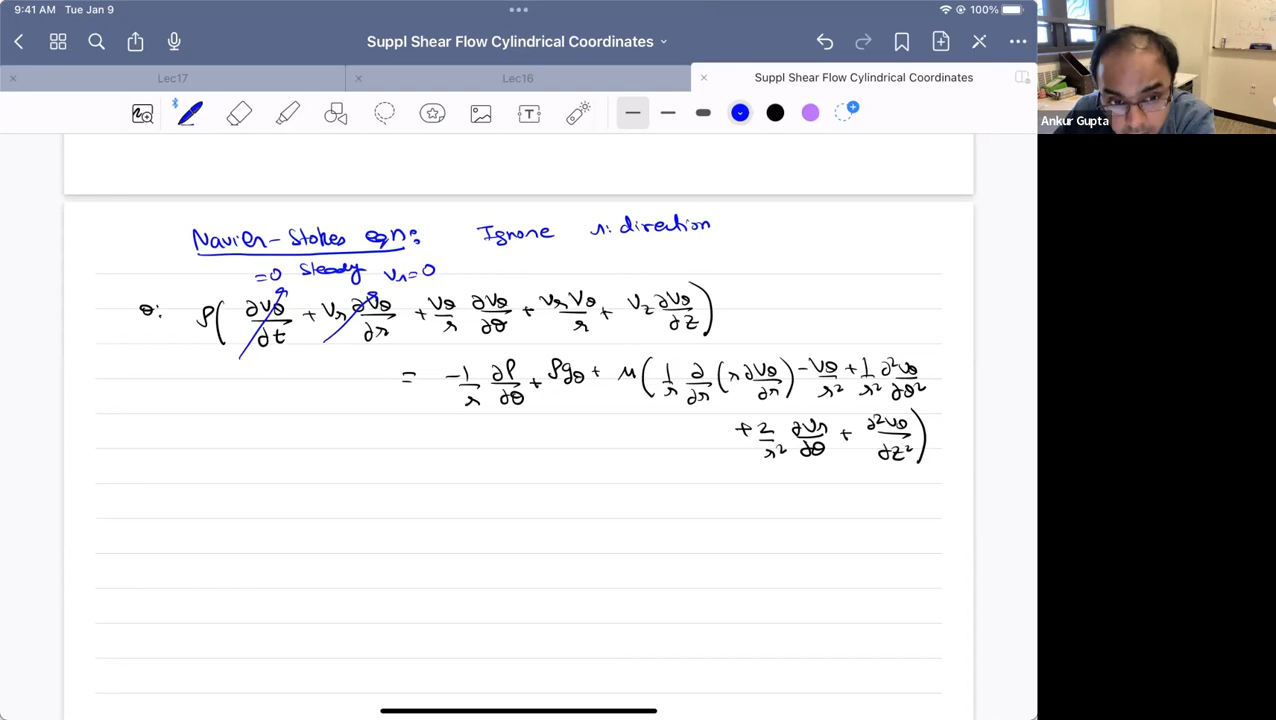 9:41 AM Tue Jan 9
100%
Suppl Shear Flow Cylindrical Coordinates
Lec17
Lec16
Suppl Shear Flow Cylindrical Coordinates
Ankur Gupta
Navier-Stokes eqn: Ignore r: direction
=0 Steady vr=0
θ: ρ( ∂vθ/∂t + vr ∂vθ/∂r + vθ/r ∂vθ/∂θ + vrvθ/r + vz ∂vθ/∂z )
= -1/r ∂p/∂θ + ρgθ + μ( 1/r ∂/∂r (r ∂vθ/∂r) - vθ/r² + 1/r² ∂²vθ/∂θ²
+ 2/r² ∂vr/∂θ + ∂²vθ/∂z² )